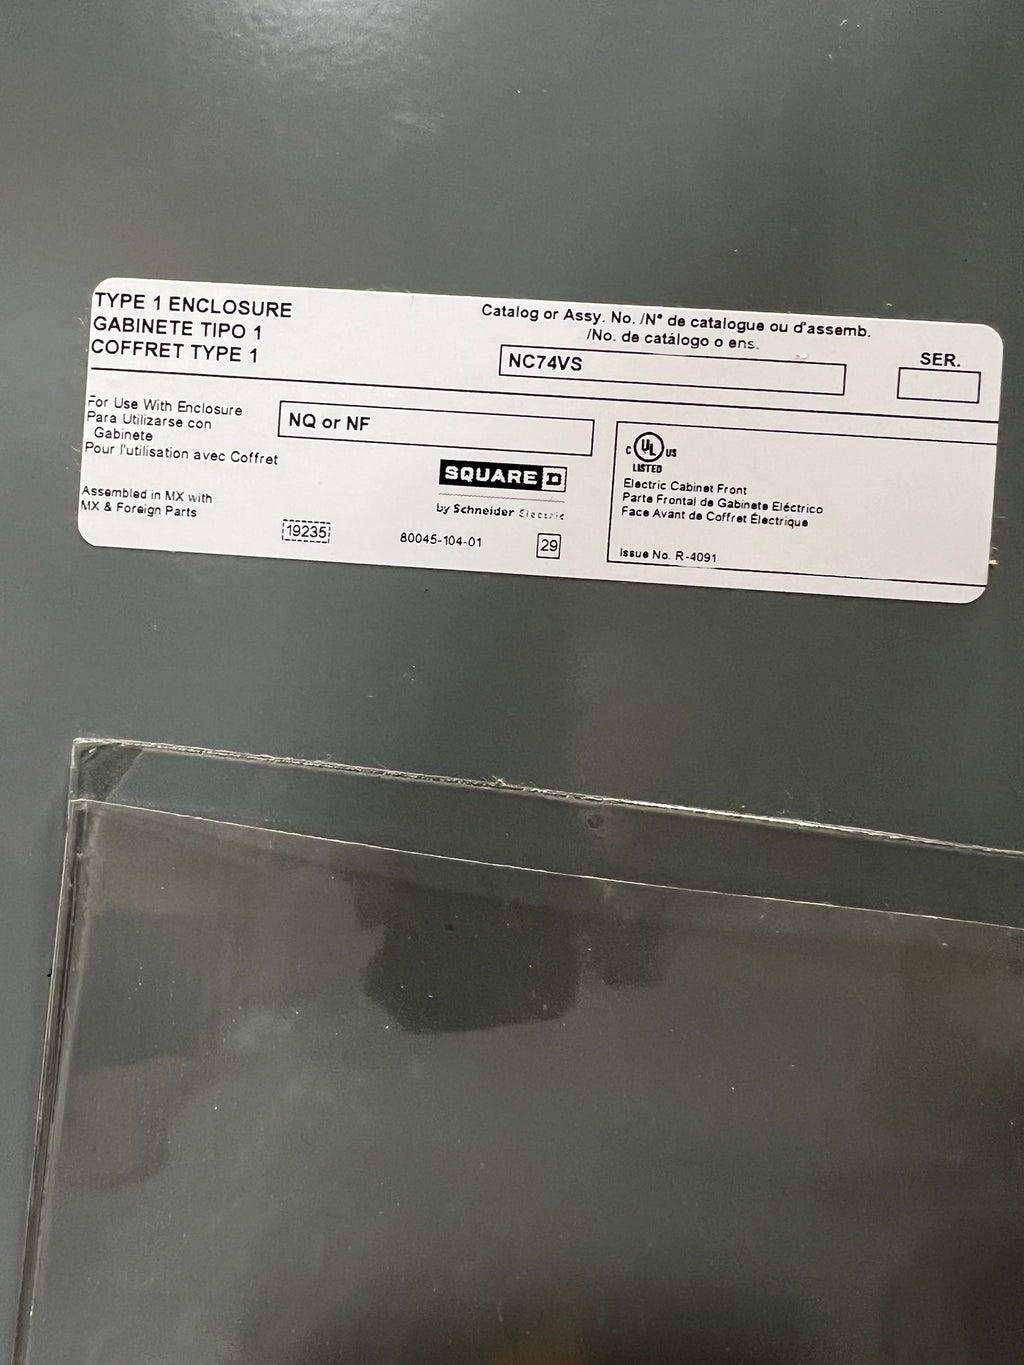 TYPE 1 ENCLOSURE
GABINETE TIPO 1
COFFRET TYPE 1
Catalog or Assy. No. /N° de catalogue ou d'assemb.
/No. de catálogo o ens.
NC74VS
SER.
For Use With Enclosure
Para Utilizarse con
Gabinete
Pour l'utilisation avec Coffret
NQ or NF
SQUARE D
by Schneider Electric
Assembled in MX with
MX & Foreign Parts
19235
80045-104-01
29
C UL US
LISTED
Electric Cabinet Front
Parte Frontal de Gabinete Eléctrico
Face Avant de Coffret Électrique
Issue No. R-4091